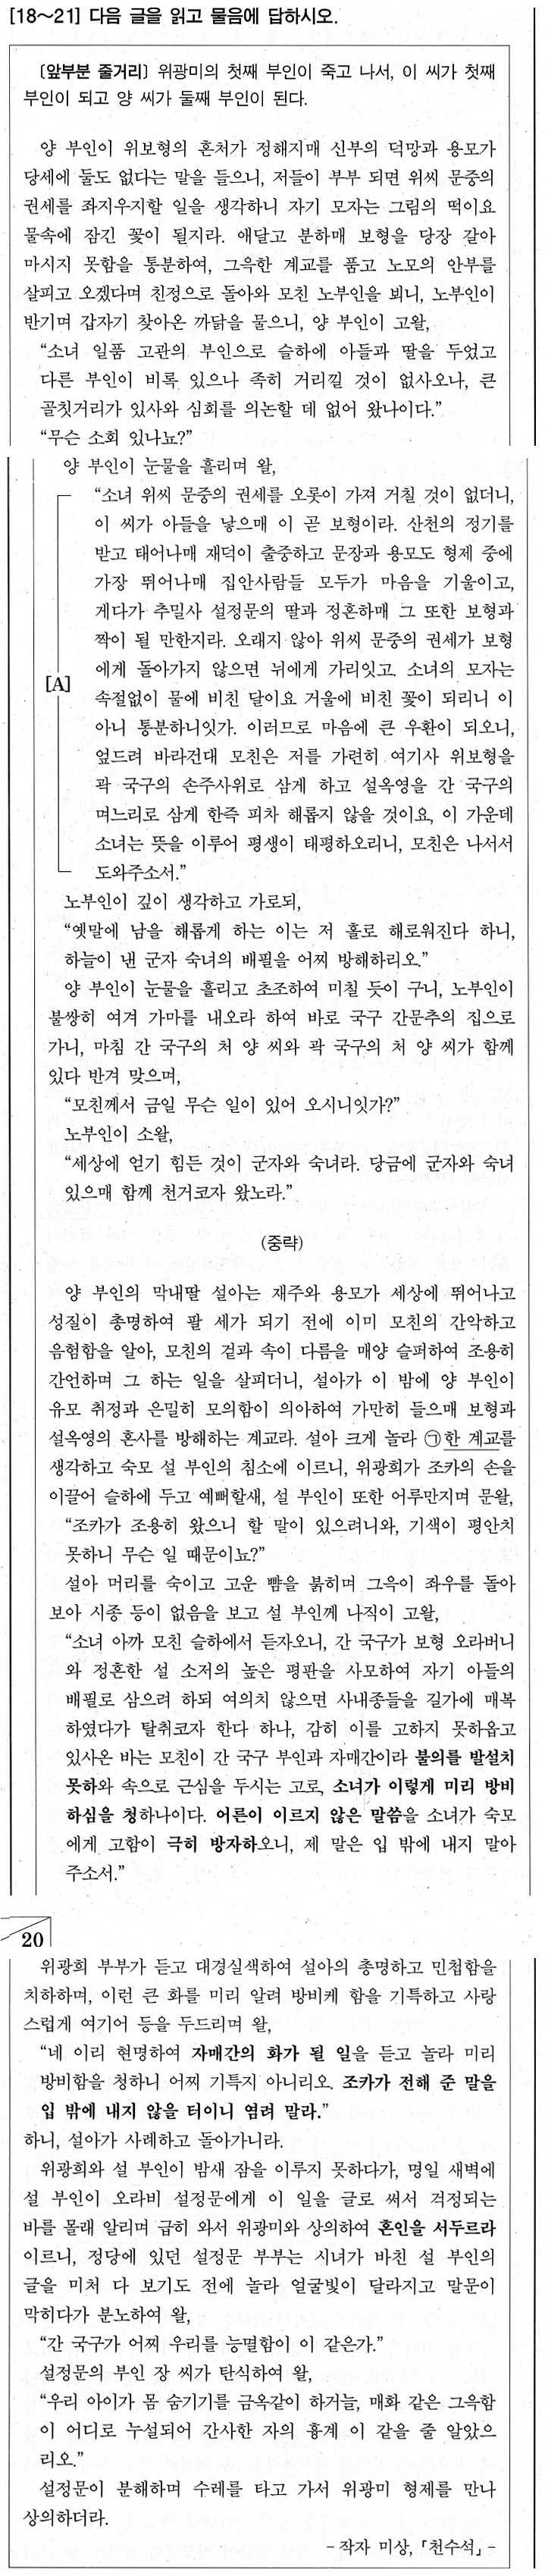 [18～21] 다음 글을 읽고 물음에 답하시오.
〔앞부분 줄거리〕 위광미의 첫째 부인이 죽고 나서, 이 씨가 첫째
부인이 되고 양 씨가 둘째 부인이 된다.
양 부인이 위보형의 혼처가 정해지매 신부의 덕망과 용모가
당세에 둘도 없다는 말을 들으니, 저들이 부부 되면 위씨 문중의
권세를 좌지우지할 일을 생각하니 자기 모자는 그림의 떡이요
물속에 잠긴 꽃이 될지라. 애달고 분하매 보형을 당장 갈아
마시지 못함을 통분하여, 그윽한 계교를 품고 노모의 안부를
살피고 오겠다며 친정으로 돌아와 모친 노부인을 뵈니, 노부인이
반기며 갑자기 찾아온 까닭을 물으니, 양 부인이 고왈,
“소녀 일품 고관의 부인으로 슬하에 아들과 딸을 두었고
다른 부인이 비록 있으나 족히 거리낄 것이 없사오나, 큰
골칫거리가 있사와 심회를 의논할 데 없어 왔나이다.”
“무슨 소회 있나뇨?”
양 부인이 눈물을 흘리며 왈,
“소녀 위씨 문중의 권세를 오롯이 가져 거칠 것이 없더니,
이 씨가 아들을 낳으매 이 곧 보형이라. 산천의 정기를
받고 태어나매 재덕이 출중하고 문장과 용모도 형제 중에
가장 뛰어나매 집안사람들 모두가 마음을 기울이고,
게다가 추밀사 설정문의 딸과 정혼하매 그 또한 보형과
짝이 될 만한지라. 오래지 않아 위씨 문중의 권세가 보형
에게 돌아가지 않으면 뉘에게 가리잇고. 소녀의 모자는
[A]
속절없이 물에 비친 달이요 거울에 비친 꽃이 되리니 이
아니 통분하니잇가. 이러므로 마음에 큰 우환이 되오니,
엎드려 바라건대 모친은 저를 가련히 여기사 위보형을
곽 국구의 손주사위로 삼게 하고 설옥영을 간 국구의
며느리로 삼게 한즉 피차 해롭지 않을 것이요, 이 가운데
소녀는 뜻을 이루어 평생이 태평하오리니, 모친은 나서서
도와주소서.”
노부인이 깊이 생각하고 가로되,
“옛말에 남을 해롭게 하는 이는 저 홀로 해로워진다 하니,
하늘이 낸 군자 숙녀의 배필을 어찌 방해하리오.”
양 부인이 눈물을 흘리고 초조하여 미칠 듯이 구니, 노부인이
불쌍히 여겨 가마를 내오라 하여 바로 국구 간문추의 집으로
가니, 마침 간 국구의 처 양 씨와 곽 국구의 처 양 씨가 함께
있다 반겨 맞으며,
“모친께서 금일 무슨 일이 있어 오시니잇가?”
노부인이 소왈,
“세상에 얻기 힘든 것이 군자와 숙녀라. 당금에 군자와 숙녀
있으매 함께 천거코자 왔노라.”
(중략)
양 부인의 막내딸 설아는 재주와 용모가 세상에 뛰어나고
성질이 총명하여 팔 세가 되기 전에 이미 모친의 간악하고
음험함을 알아, 모친의 겉과 속이 다름을 매양 슬퍼하여 조용히
간언하며 그 하는 일을 살피더니, 설아가 이 밤에 양 부인이
유모 취정과 은밀히 모의함이 의아하여 가만히 들으매 보형과
설옥영의 혼사를 방해하는 계교라. 설아 크게 놀라 ㉠한 계교를
생각하고 숙모 설 부인의 침소에 이르니, 위광희가 조카의 손을
이끌어 슬하에 두고 예뻐할새, 설 부인이 또한 어루만지며 문왈,
“조카가 조용히 왔으니 할 말이 있으려니와, 기색이 평안치
못하니 무슨 일 때문이뇨?”
설아 머리를 숙이고 고운 뺨을 붉히며 그윽이 좌우를 돌아
보아 시종 등이 없음을 보고 설 부인께 나직이 고왈,
“소녀 아까 모친 슬하에서 듣자오니, 간 국구가 보형 오라버니
와 정혼한 설 소저의 높은 평판을 사모하여 자기 아들의
배필로 삼으려 하되 여의치 않으면 사내종들을 길가에 매복
하였다가 탈취코자 한다 하나, 감히 이를 고하지 못하옵고
있사온 바는 모친이 간 국구 부인과 자매간이라 불의를 발설치
못하와 속으로 근심을 두시는 고로, 소녀가 이렇게 미리 방비
하심을 청하나이다. 어른이 이르지 않은 말씀을 소녀가 숙모
에게 고함이 극히 방자하오니, 제 말은 입 밖에 내지 말아
주소서.”
20
위광희 부부가 듣고 대경실색하여 설아의 총명하고 민첩함을
치하하며, 이런 큰 화를 미리 알려 방비케 함을 기특하고 사랑
스럽게 여기어 등을 두드리며 왈,
“네 이리 현명하여 자매간의 화가 될 일을 듣고 놀라 미리
방비함을 청하니 어찌 기특지 아니리오. 조카가 전해 준 말을
입 밖에 내지 않을 터이니 염려 말라.”
하니, 설아가 사례하고 돌아가니라.
위광희와 설 부인이 밤새 잠을 이루지 못하다가, 명일 새벽에
설 부인이 오라비 설정문에게 이 일을 글로 써서 걱정되는
바를 몰래 알리며 급히 와서 위광미와 상의하여 혼인을 서두르라
이르니, 정당에 있던 설정문 부부는 시녀가 바친 설 부인의
글을 미처 다 보기도 전에 놀라 얼굴빛이 달라지고 말문이
막히다가 분노하여 왈,
“간 국구가 어찌 우리를 능멸함이 이 같은가.”
설정문의 부인 장 씨가 탄식하여 왈,
“우리 아이가 몸 숨기기를 금옥같이 하거늘, 매화 같은 그윽함
이 어디로 누설되어 간사한 자의 흉계 이 같을 줄 알았으
리오.”
설정문이 분해하며 수레를 타고 가서 위광미 형제를 만나
상의하더라.
- 작자 미상, 「천수석」 -